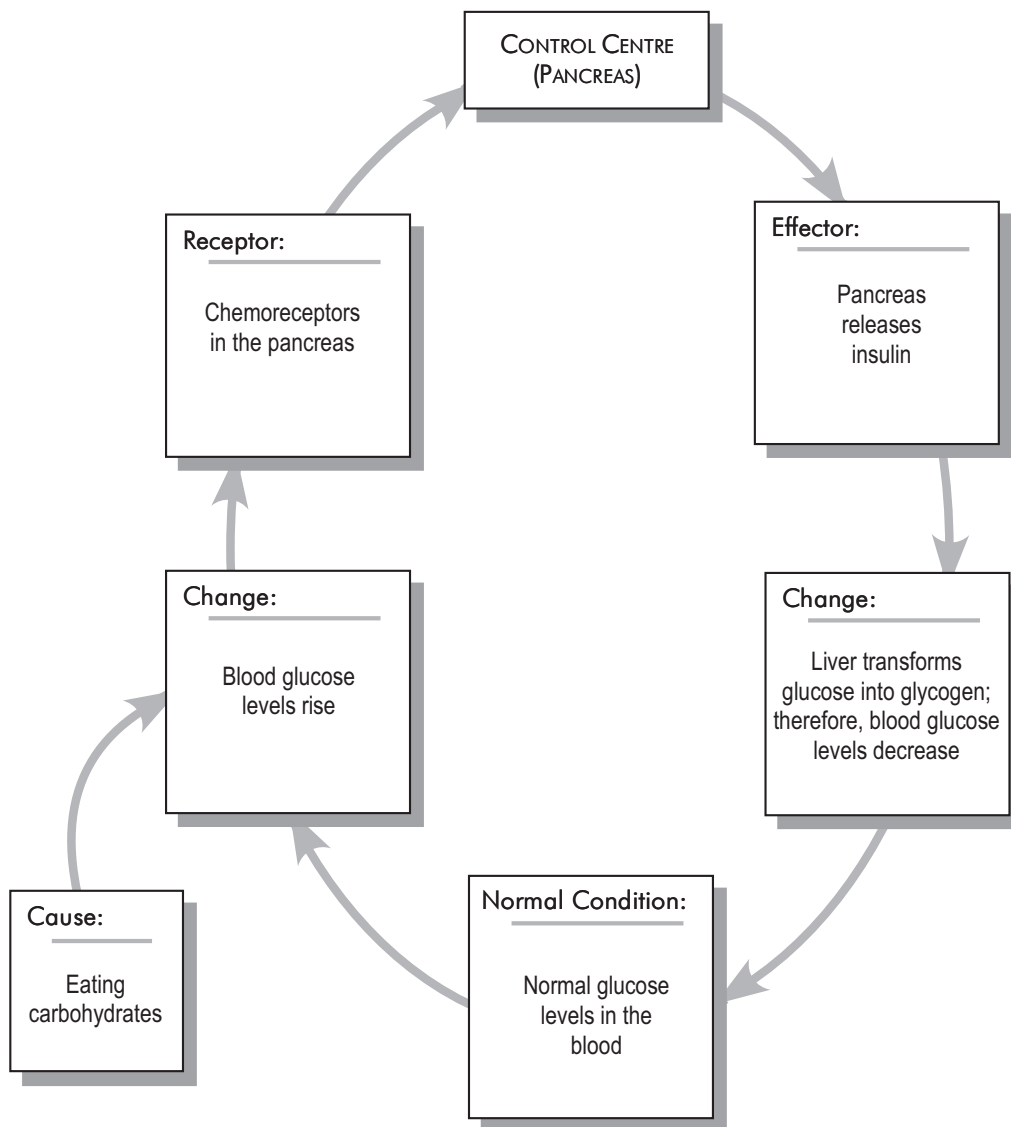 CONTROL CENTRE
(PANCREAS)
Receptor:
Chemoreceptors
in the pancreas
Effector:
Pancreas
releases
insulin
Change:
Blood glucose
levels rise
Change:
Liver transforms
glucose into glycogen;
therefore, blood glucose
levels decrease
Cause:
Eating
carbohydrates
Normal Condition:
Normal glucose
levels in the
blood